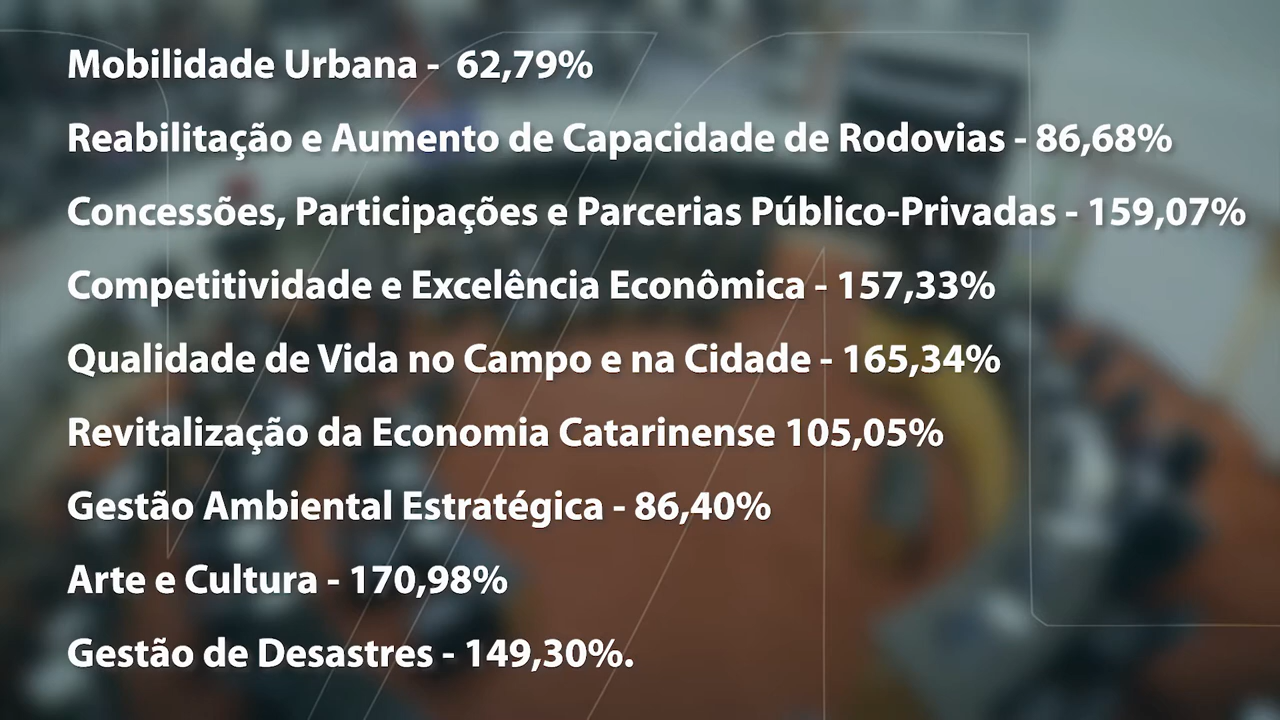 Mobilidade Urbana -  62,79%
Reabilitação e Aumento de Capacidade de Rodovias - 86,68%
Concessões, Participações e Parcerias Público-Privadas - 159,07%
Competitividade e Excelência Econômica - 157,33%
Qualidade de Vida no Campo e na Cidade - 165,34%
Revitalização da Economia Catarinense 105,05%
Gestão Ambiental Estratégica - 86,40%
Arte e Cultura - 170,98%
Gestão de Desastres - 149,30%.